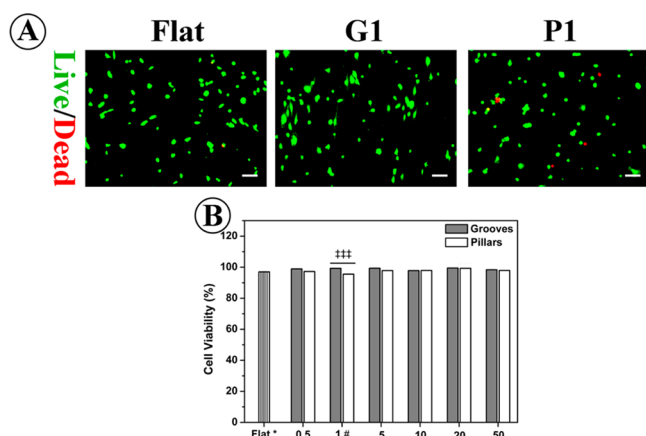 A
Flat
G1
P1
Live/Dead
B
Grooves
Pillars
‡‡‡
120
100
80
60
40
20
0
Cell Viability (%)
Flat *
0.5
1 #
5
10
20
50